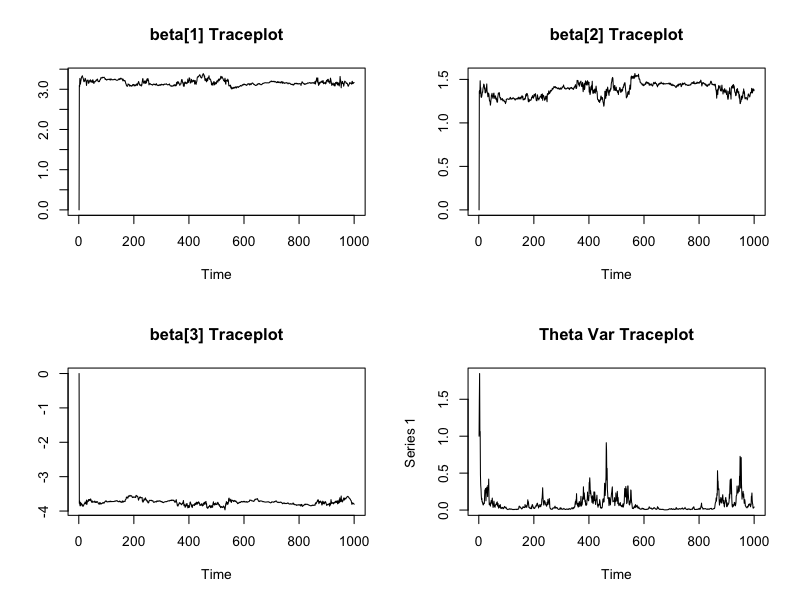 beta[1] Traceplot
0.0 1.0 2.0 3.0
0 200 400 600 800 1000
Time
beta[2] Traceplot
0.0 0.5 1.0 1.5
0 200 400 600 800 1000
Time
beta[3] Traceplot
-4 -3 -2 -1 0
0 200 400 600 800 1000
Time
Theta Var Traceplot
Series 1
0.0 0.5 1.0 1.5
0 200 400 600 800 1000
Time